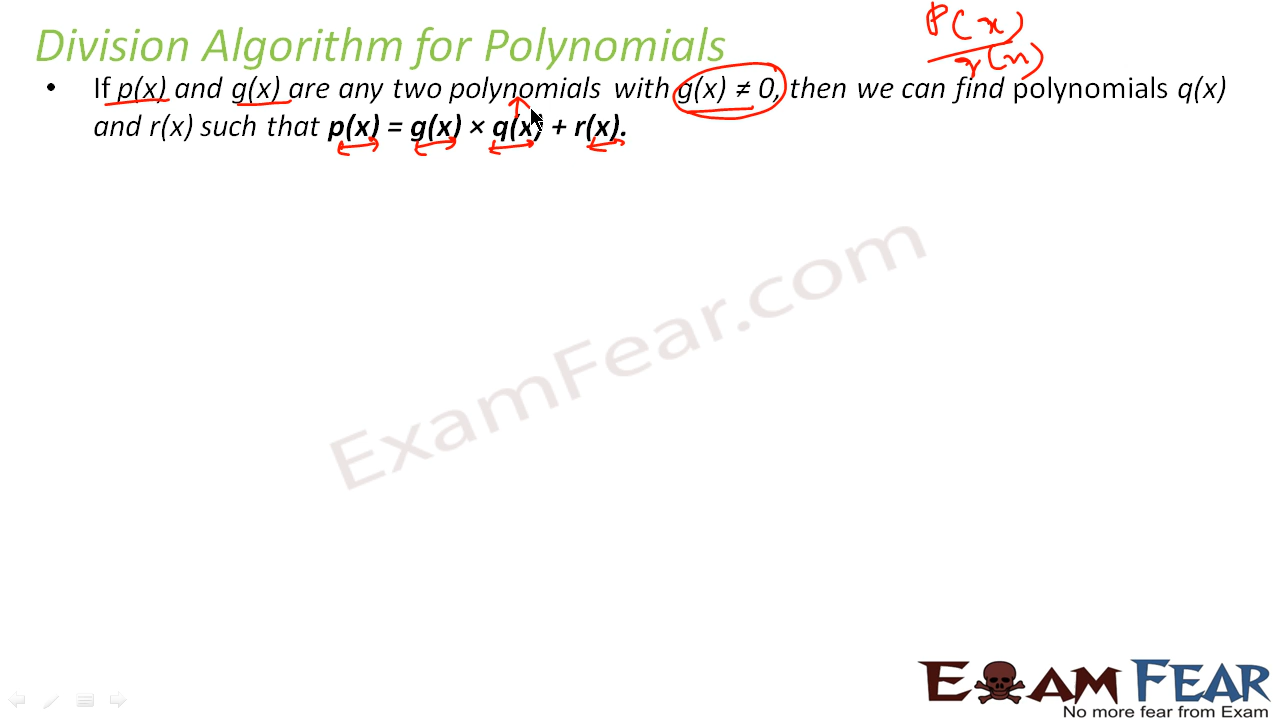 Division Algorithm for Polynomials
P(x)
r(x)
• If p(x) and g(x) are any two polynomials with g(x) ≠ 0, then we can find polynomials q(x)
and r(x) such that p(x) = g(x) × q(x) + r(x).
ExamFear.com
EXAM FEAR
No more fear from Exam